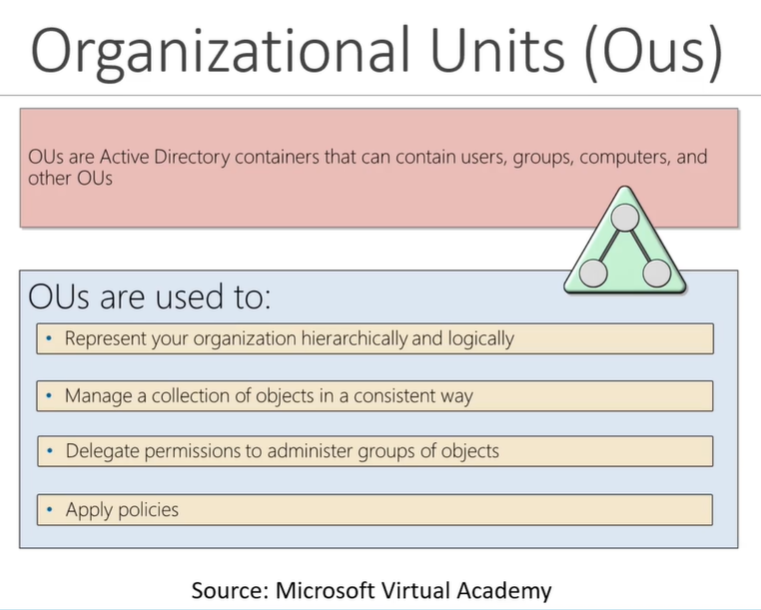 Organizational Units (Ous)
OUs are Active Directory containers that can contain users, groups, computers, and
other OUs
OUs are used to:
• Represent your organization hierarchically and logically
• Manage a collection of objects in a consistent way
• Delegate permissions to administer groups of objects
• Apply policies
Source: Microsoft Virtual Academy